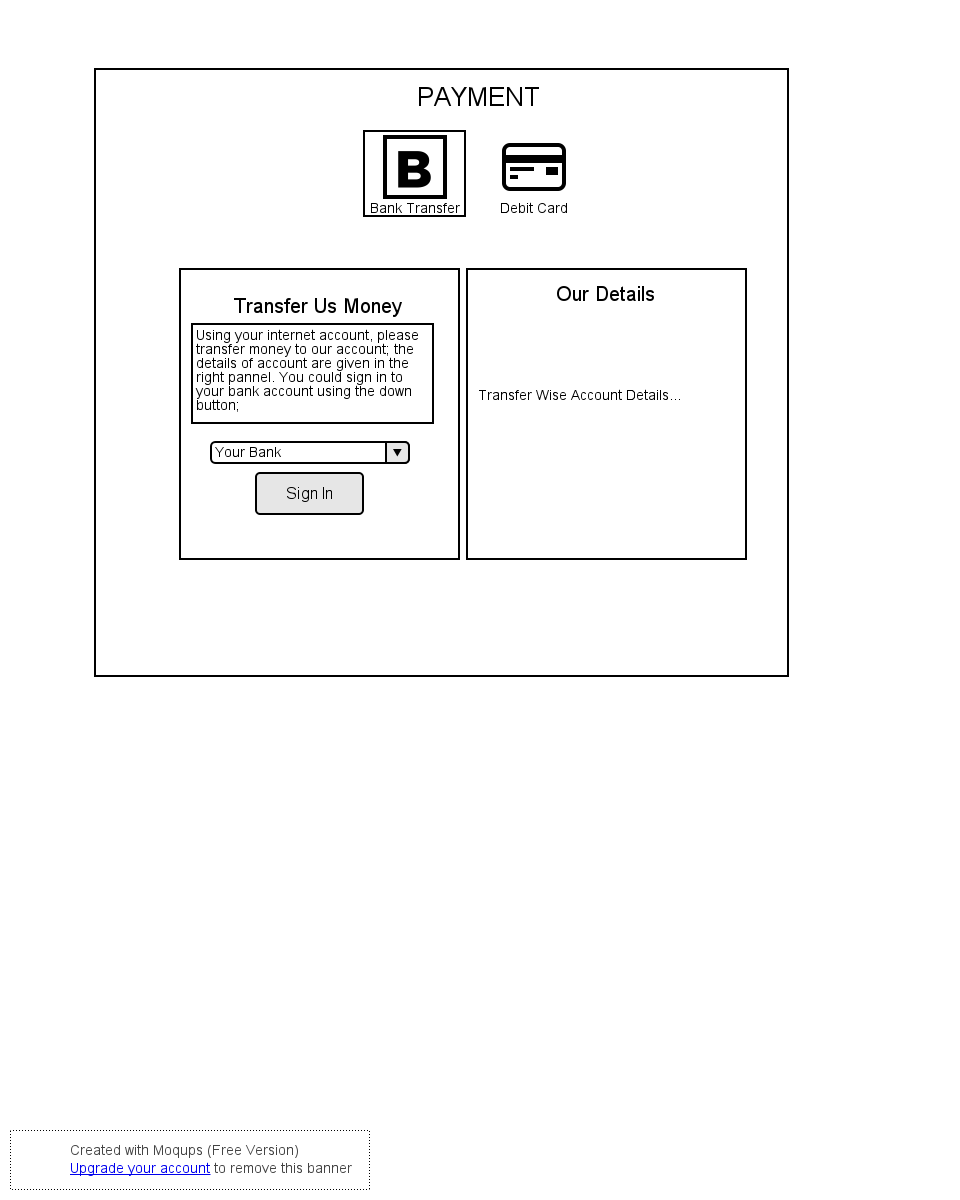 PAYMENT
B
Bank Transfer
Debit Card
Transfer Us Money
Using your internet account, please
transfer money to our account; the
details of account are given in the
right pannel. You could sign in to
your bank account using the down
button;
Your Bank
Sign In
Our Details
Transfer Wise Account Details...
Created with Moqups (Free Version)
Upgrade your account to remove this banner